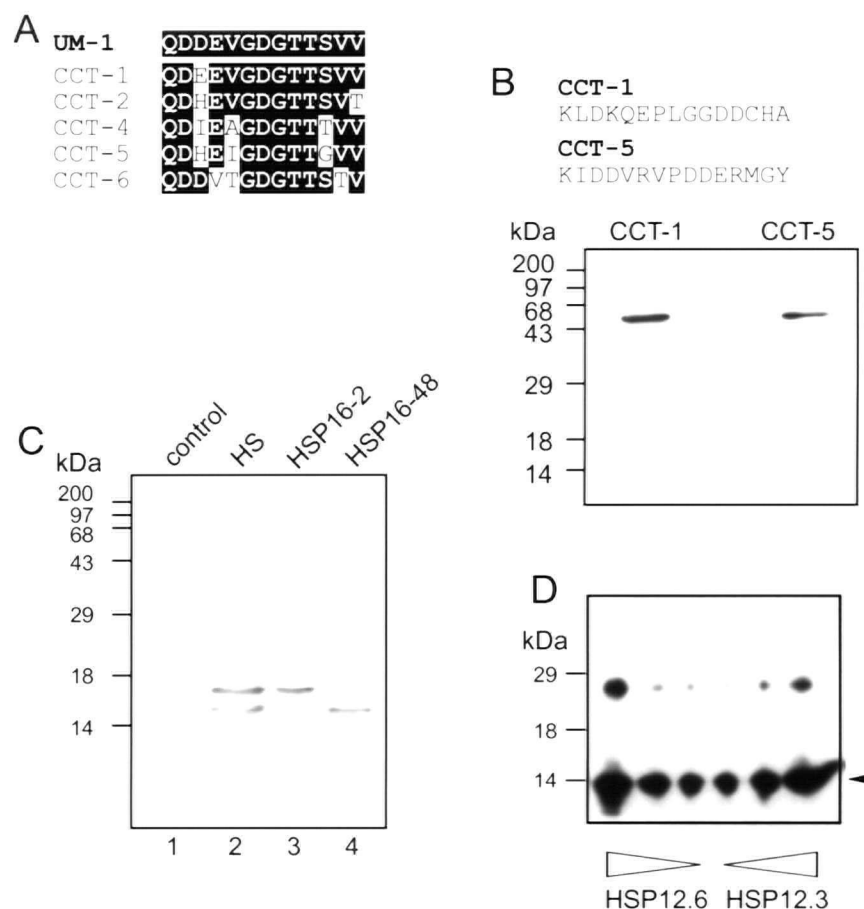 A
UM-1 QDDEVGDGTTSVV
CCT-1 QDEEVGDGTTSVV
CCT-2 QDHEVGDGTTSVT
CCT-4 QDIEAGDGTTTVV
CCT-5 QDHEIGDGTTGVV
CCT-6 QDDVTGDGTTSTV
B
CCT-1
KLDKQEPLGGDDCHA
CCT-5
KIDDVRVPDDERMGY
kDa CCT-1 CCT-5
200
97
68
43
29
18
14
C
kDa control HS HSP16-2 HSP16-48
200
97
68
43
29
18
14
1 2 3 4
D
kDa
29
18
14
HSP12.6 HSP12.3